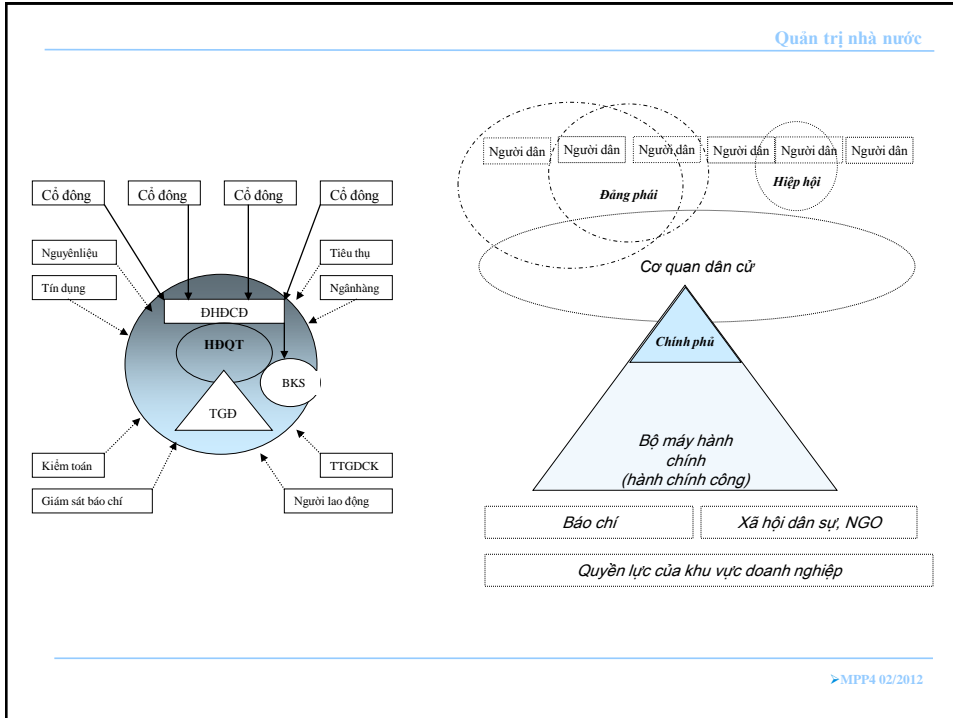 Quản trị nhà nước
Cổ đông
Cổ đông
Cổ đông
Cổ đông
Nguyênliệu
Tiêu thụ
Tín dụng
Ngânhàng
ĐHĐCĐ
HĐQT
BKS
TGĐ
Kiểm toán
TTGDCK
Giám sát báo chí
Người lao động
Người dân
Người dân
Người dân
Người dân
Người dân
Người dân
Đảng phái
Hiệp hội
Cơ quan dân cử
Chính phủ
Bộ máy hành
chính
(hành chính công)
Báo chí
Xã hội dân sự, NGO
Quyền lực của khu vực doanh nghiệp
➤MPP4 02/2012